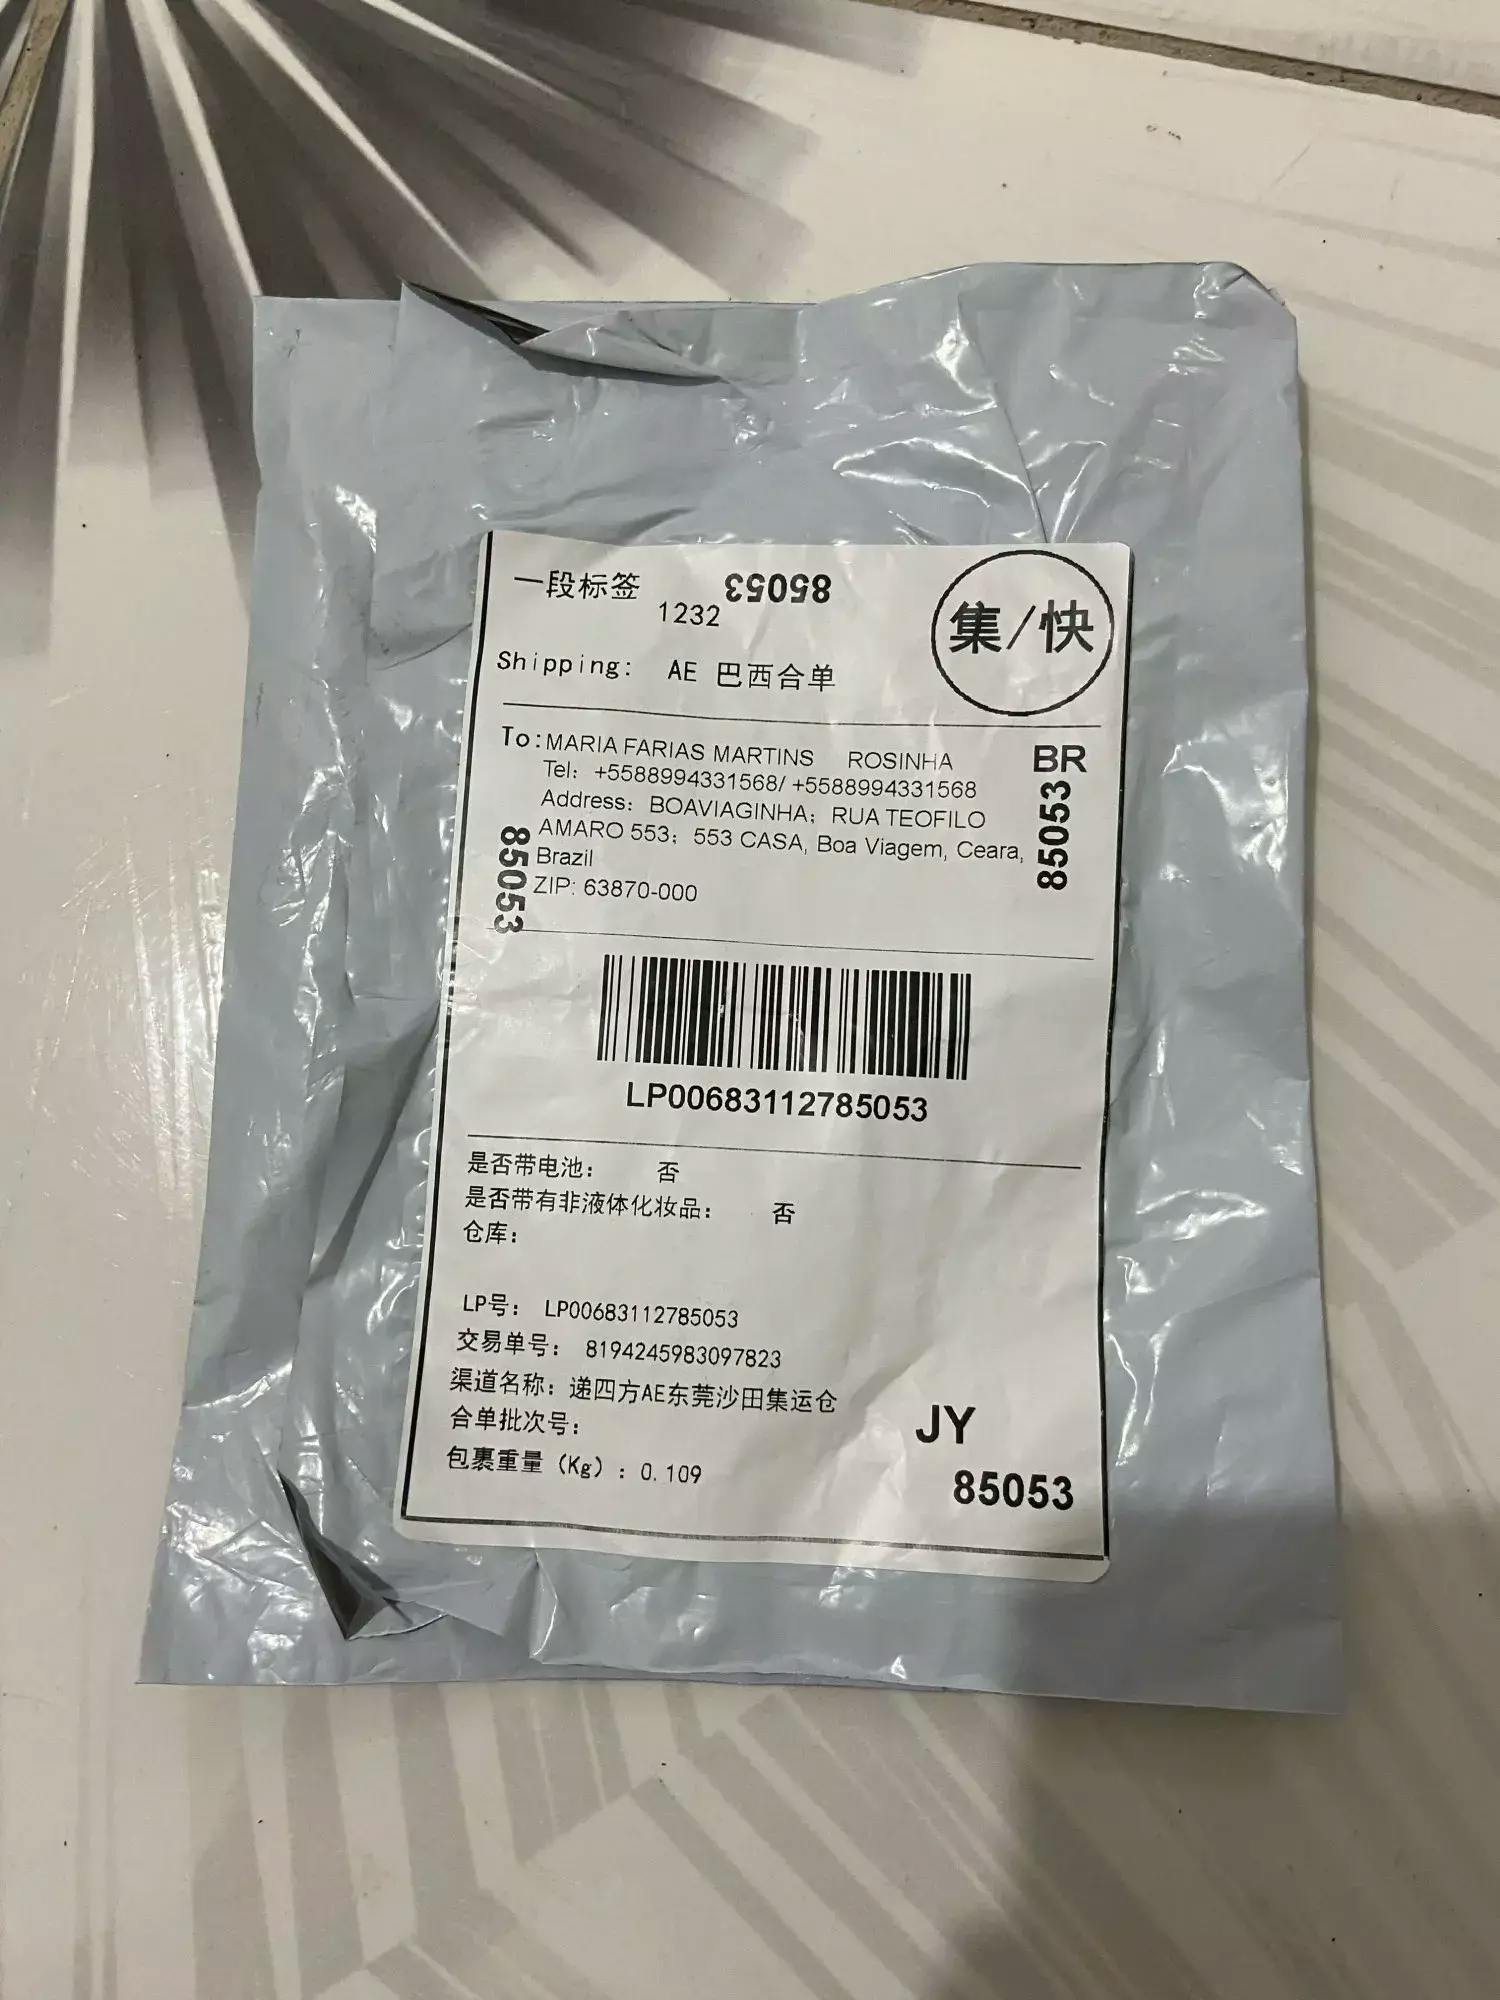 一段标签 85053
1232
集/快
Shipping: AE 巴西合单
To:MARIA FARIAS MARTINS ROSINHA
Tel: +5588994331568/ +5588994331568
Address: BOAVIAGINHA; RUA TEOFILO
AMARO 553; 553 CASA, Boa Viagem, Ceara,
Brazil
ZIP: 63870-000
BR
85053
85053
LP00683112785053
是否带电池: 否
是否带有非液体化妆品: 否
仓库:
LP号: LP00683112785053
交易单号: 8194245983097823
渠道名称: 递四方AE东莞沙田集运仓
合单批次号:
包裹重量 (Kg) : 0.109
JY
85053